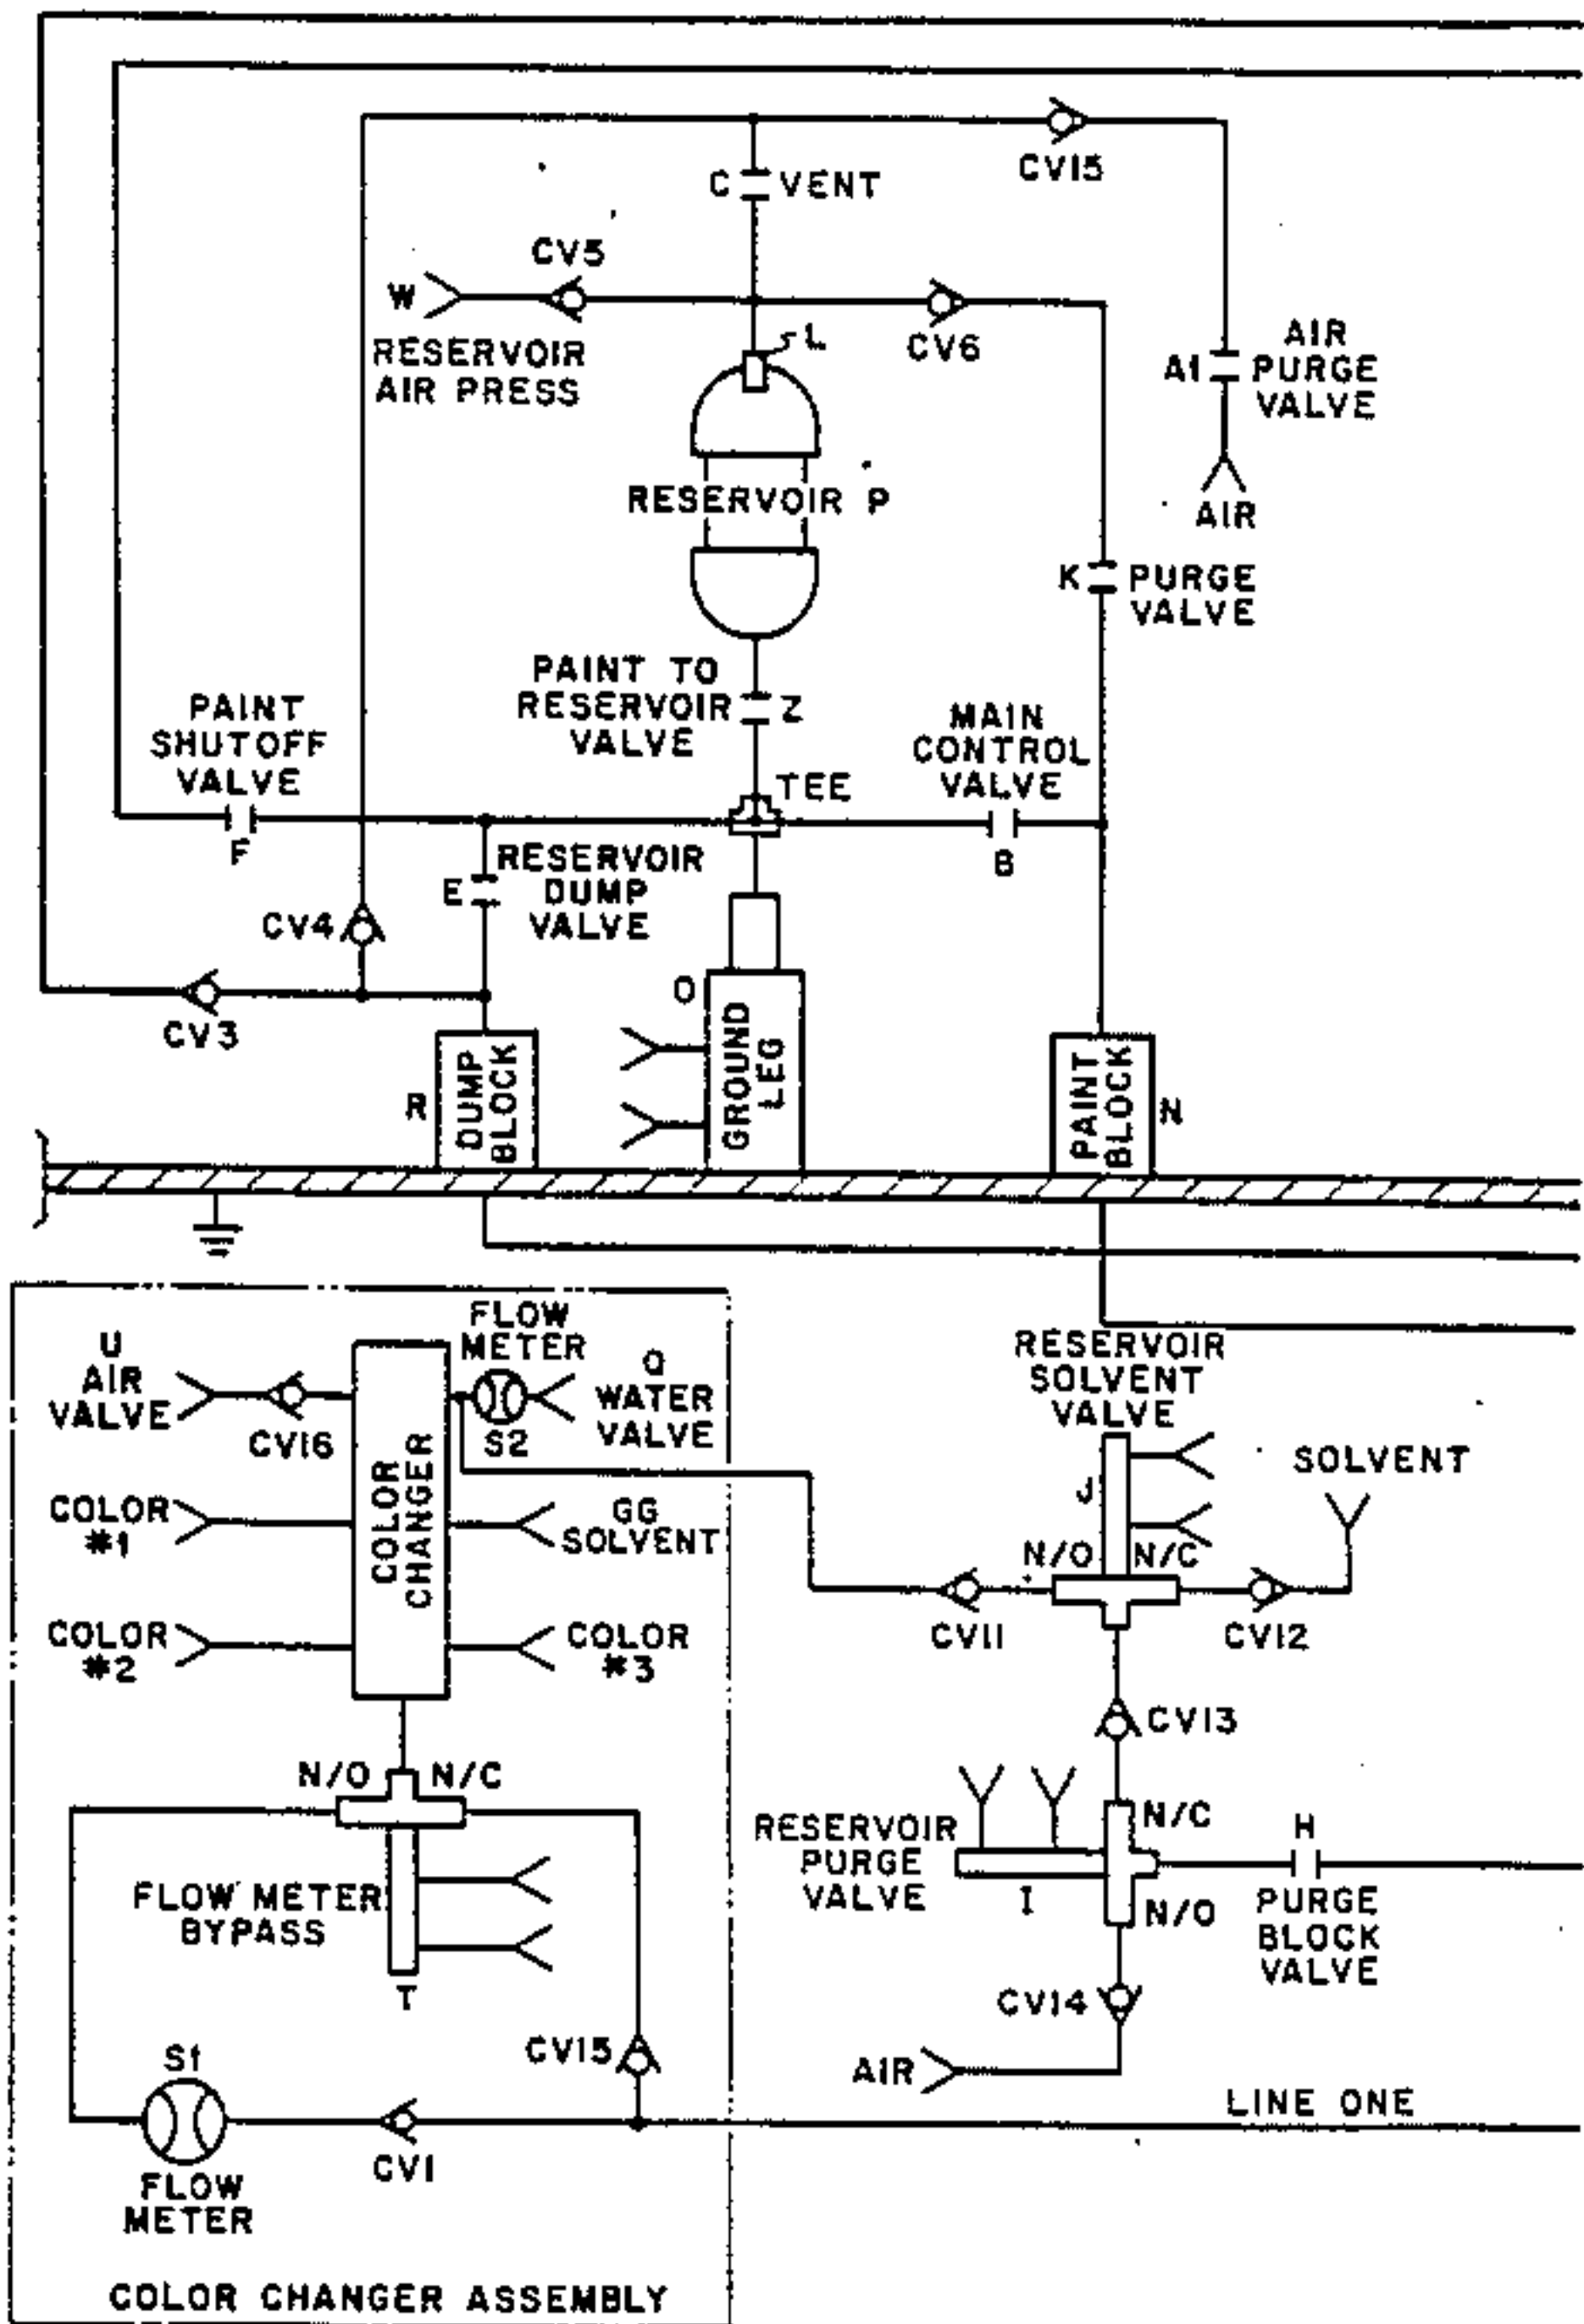 CV15
C VENT
CV5
W
RESERVOIR
AIR PRESS
L
CV6
AIR
PURGE
VALVE
A1
AIR
RESERVOIR P
K PURGE
VALVE
PAINT TO
RESERVOIR
VALVE
Z
PAINT
SHUTOFF
VALVE
F
MAIN
CONTROL
VALVE
B
TEE
RESERVOIR
DUMP
VALVE
E
CV4
CV3
O
R
DUMP
BLOCK
GROUND
LEG
PAINT
BLOCK
N
FLOW
METER
U
AIR
VALVE
CV16
S2
Q
WATER
VALVE
COLOR
CHANGER
COLOR
#1
GG
SOLVENT
COLOR
#2
COLOR
#3
RESERVOIR
SOLVENT
VALVE
J
SOLVENT
N/O N/C
CV11
CV12
CV13
N/O N/C
FLOW METER
BYPASS
T
RESERVOIR
PURGE
VALVE
I
N/C
N/O
H
PURGE
BLOCK
VALVE
CV14
AIR
CV15
S1
CV1
FLOW
METER
LINE ONE
COLOR CHANGER ASSEMBLY